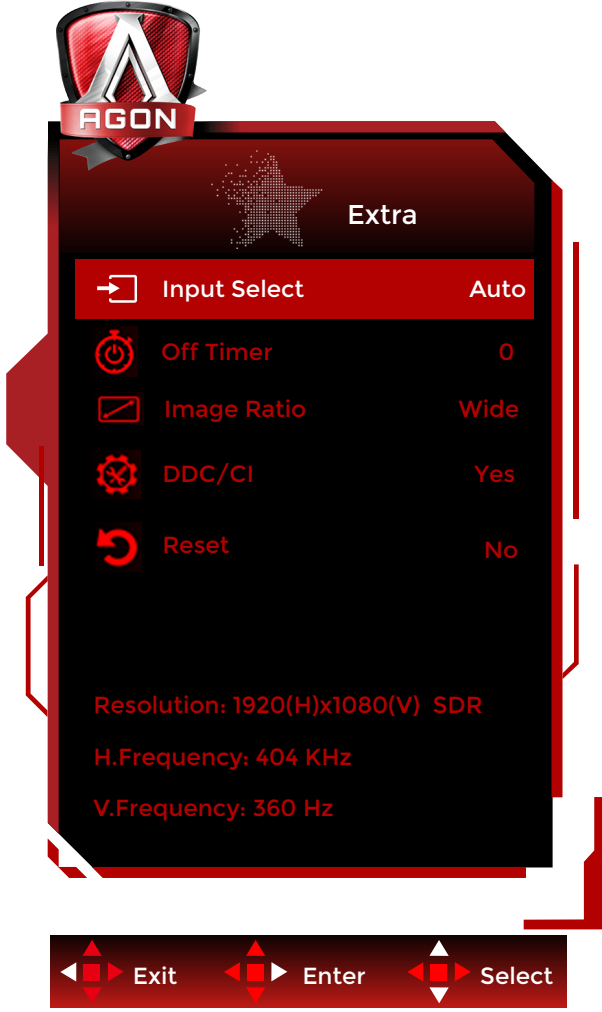 AGON
Extra
Input Select Auto
Off Timer 0
Image Ratio Wide
DDC/CI Yes
Reset No
Resolution: 1920(H)x1080(V) SDR
H.Frequency: 404 KHz
V.Frequency: 360 Hz
Exit Enter Select